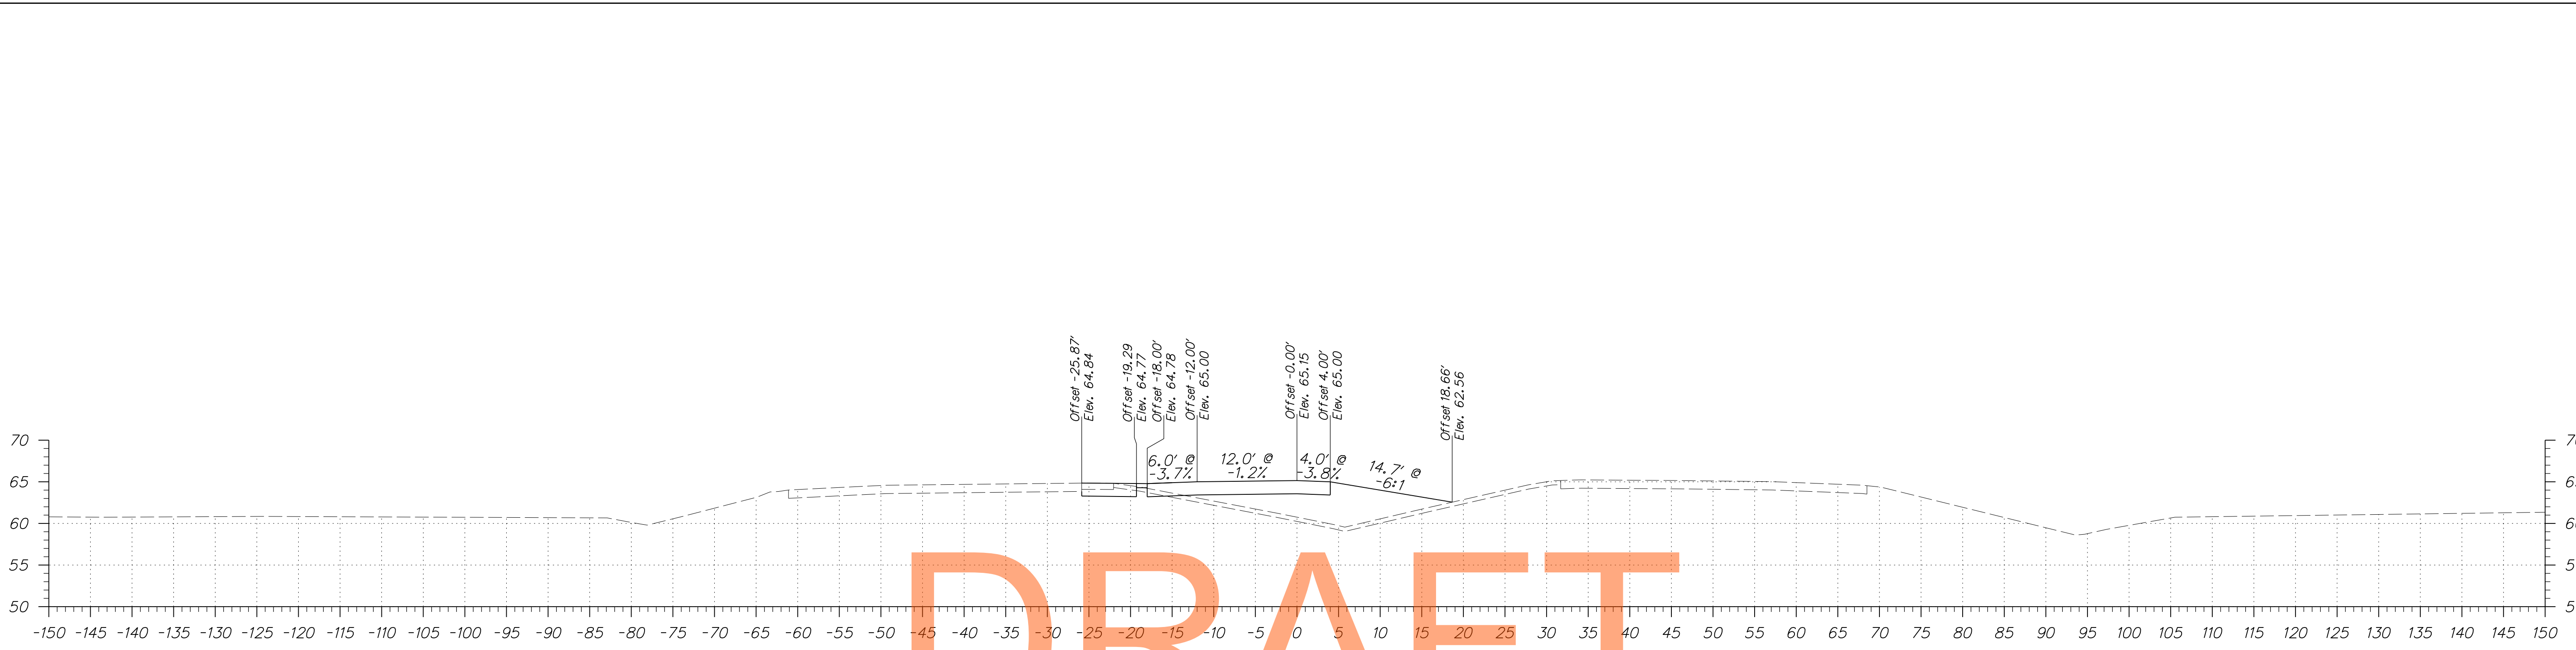 Offset -25.87'
Elev. 64.84
Offset -19.29
Elev. 64.77
Offset -18.00'
Elev. 64.78
Offset -12.00'
Elev. 65.00
Offset -0.00'
Elev. 65.15
Offset 4.00'
Elev. 65.00
Offset 18.66'
Elev. 62.56
6.0' @
-3.7%
12.0' @
-1.2%
4.0' @
-3.8%
14.7' @
-6:1
70
65
60
55
50
-150 -145 -140 -135 -130 -125 -120 -115 -110 -105 -100 -95 -90 -85 -80 -75 -70 -65 -60 -55 -50 -45 -40 -35 -30 -25 -20 -15 -10 -5 0 5 10 15 20 25 30 35 40 45 50 55 60 65 70 75 80 85 90 95 100 105 110 115 120 125 130 135 140 145 150
DRAFT